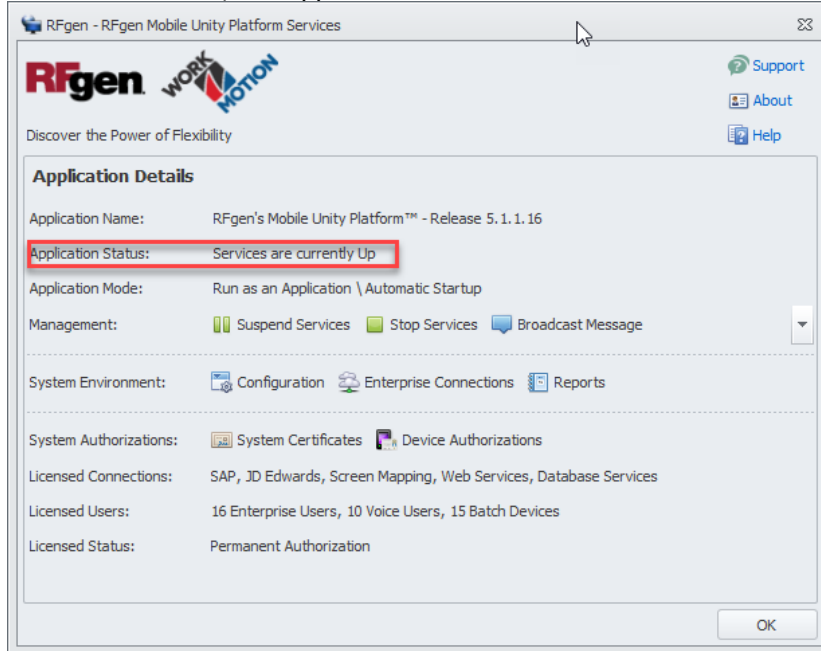 RFgen - RFgen Mobile Unity Platform Services
RFgen WORK MOTION
Support
About
Discover the Power of Flexibility
Help
Application Details
Application Name: RFgen's Mobile Unity Platform™ - Release 5.1.1.16
Application Status: Services are currently Up
Application Mode: Run as an Application \ Automatic Startup
Management: Suspend Services Stop Services Broadcast Message
System Environment: Configuration Enterprise Connections Reports
System Authorizations: System Certificates Device Authorizations
Licensed Connections: SAP, JD Edwards, Screen Mapping, Web Services, Database Services
Licensed Users: 16 Enterprise Users, 10 Voice Users, 15 Batch Devices
Licensed Status: Permanent Authorization
OK